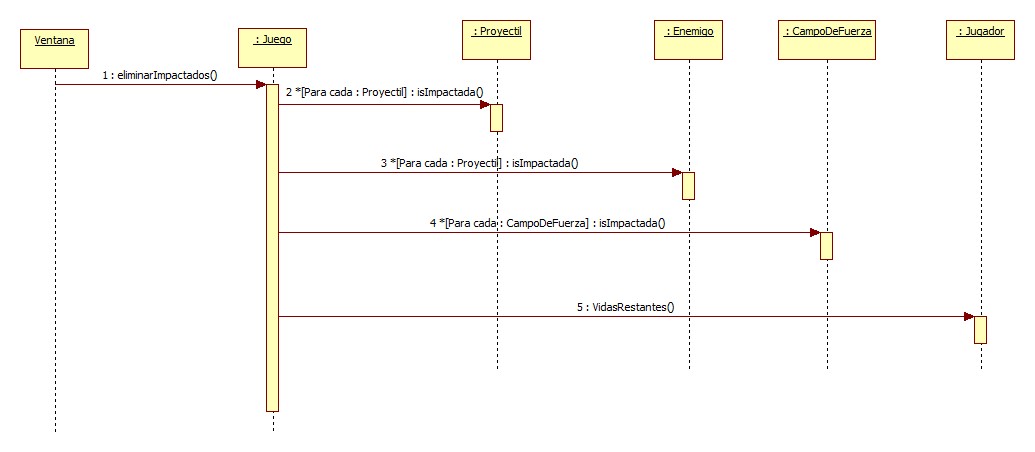 Ventana
: Juego
: Proyectil
: Enemigo
: CampoDeFuerza
: Jugador
1 : eliminarImpactados()
2 *[Para cada : Proyectil] : isImpactada()
3 *[Para cada : Proyectil] : isImpactada()
4 *[Para cada : CampoDeFuerza] : isImpactada()
5 : VidasRestantes()